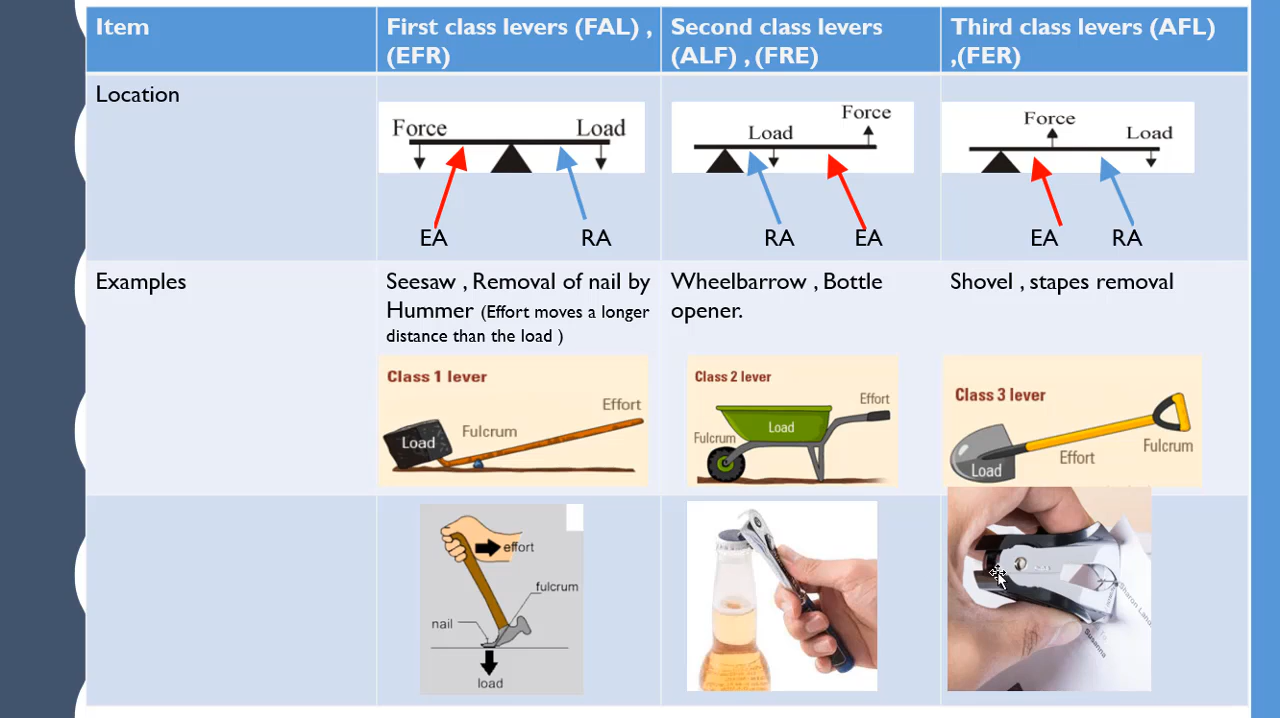 Item
First class levers (FAL) ,
(EFR)
Second class levers
(ALF) , (FRE)
Third class levers (AFL)
,(FER)
Location
Force
Load
EA
RA
Load
Force
RA
EA
Force
Load
EA
RA
Examples
Seesaw , Removal of nail by
Hummer (Effort moves a longer
distance than the load )
Wheelbarrow , Bottle
opener.
Shovel , stapes removal
Class 1 lever
Effort
Fulcrum
Load
Class 2 lever
Effort
Load
Fulcrum
Class 3 lever
Fulcrum
Effort
Load
effort
fulcrum
nail
load
Susanna